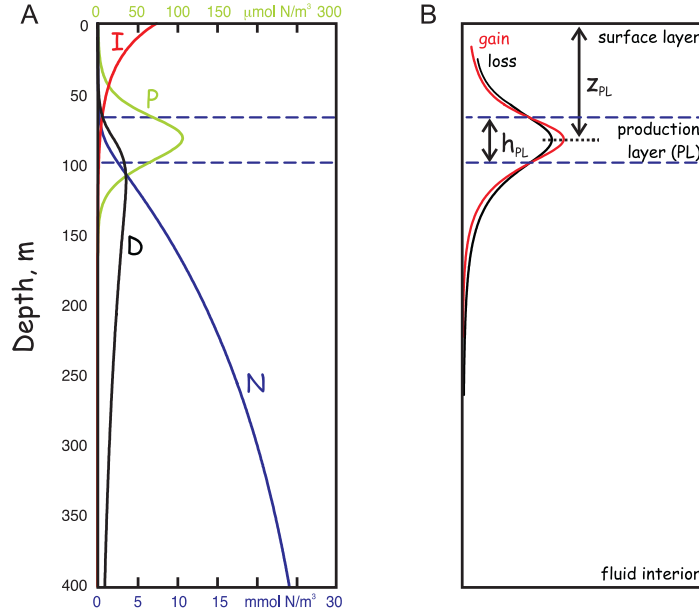 A
0 50 100 150 μmol N/m³ 300
I
P
D
N
Depth, m
0
50
100
150
200
250
300
350
400
0 5 10 15 mmol N/m³ 30
B
gain
loss
surface layer
z_PL
h_PL
production
layer (PL)
fluid interior